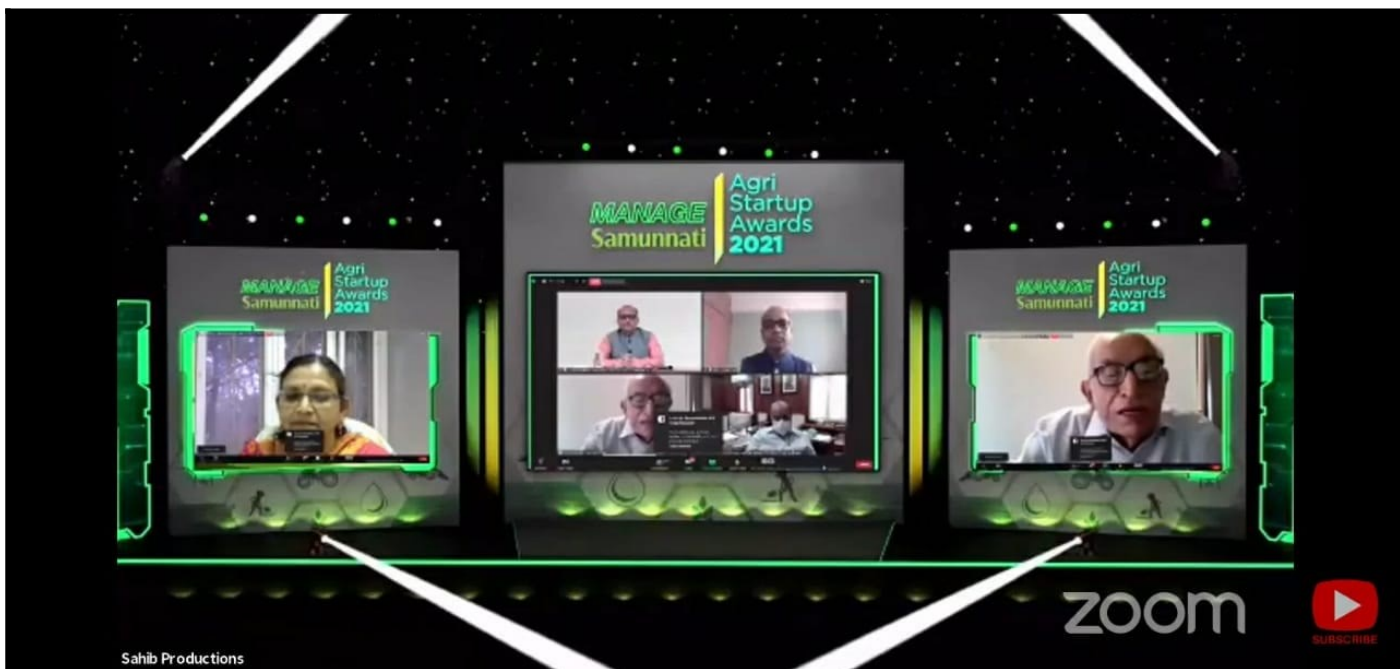 MANAGE
Samunnati
Agri
Startup
Awards
2021
MANAGE
Samunnati
Agri
Startup
Awards
2021
MANAGE
Samunnati
Agri
Startup
Awards
2021
zoom
SUBSCRIBE
Sahib Productions